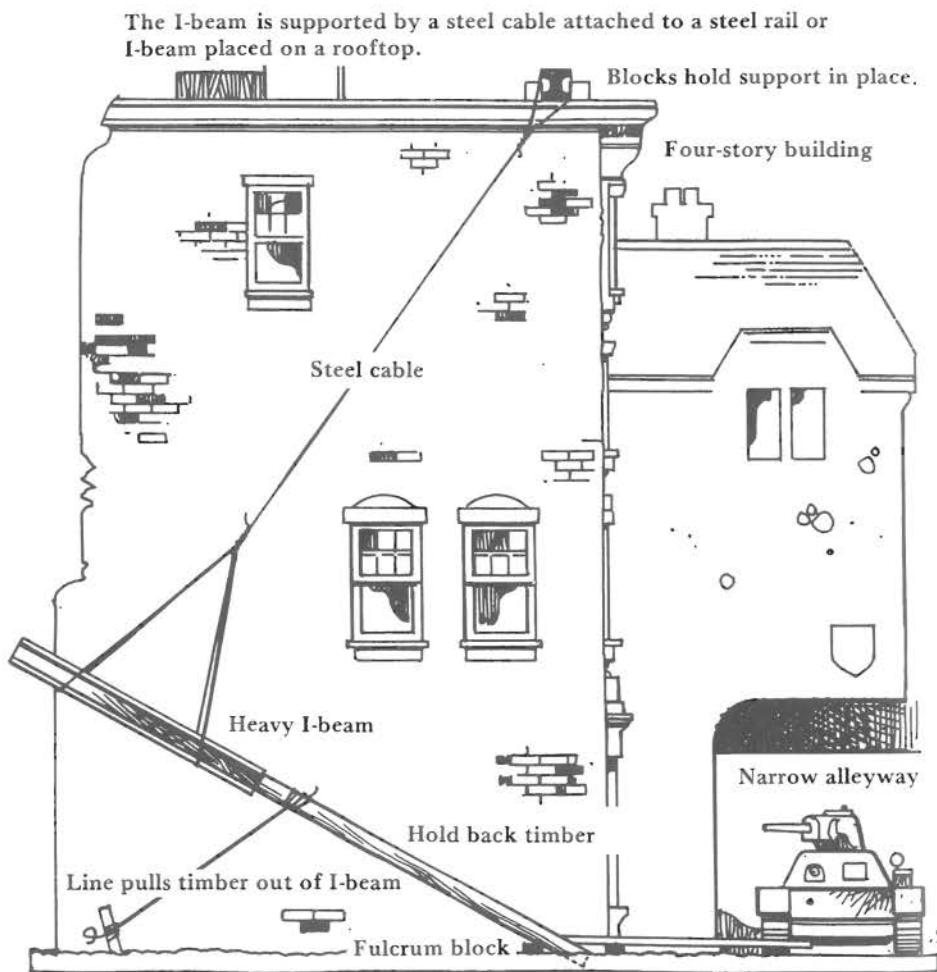 The I-beam is supported by a steel cable attached to a steel rail or
I-beam placed on a rooftop.
Blocks hold support in place.
Four-story building
Steel cable
Heavy I-beam
Narrow alleyway
Hold back timber
Line pulls timber out of I-beam
Fulcrum block